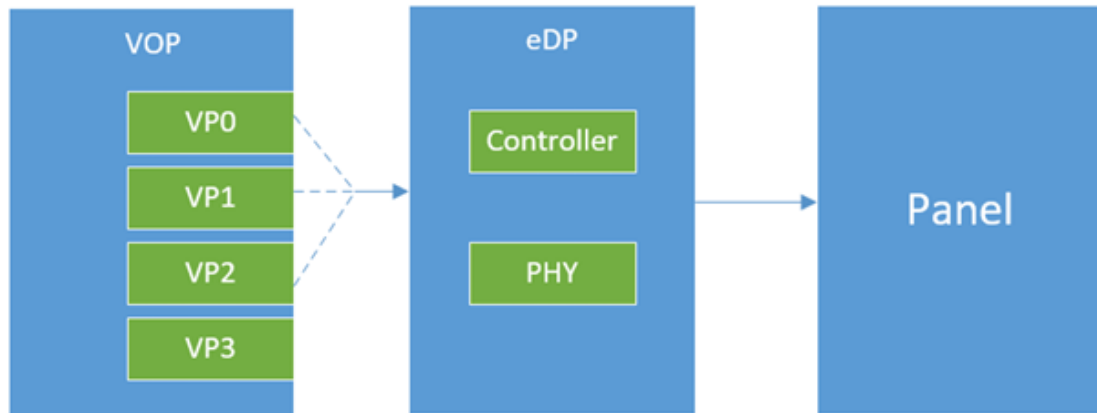 VOP
VP0
VP1
VP2
VP3
eDP
Controller
PHY
Panel